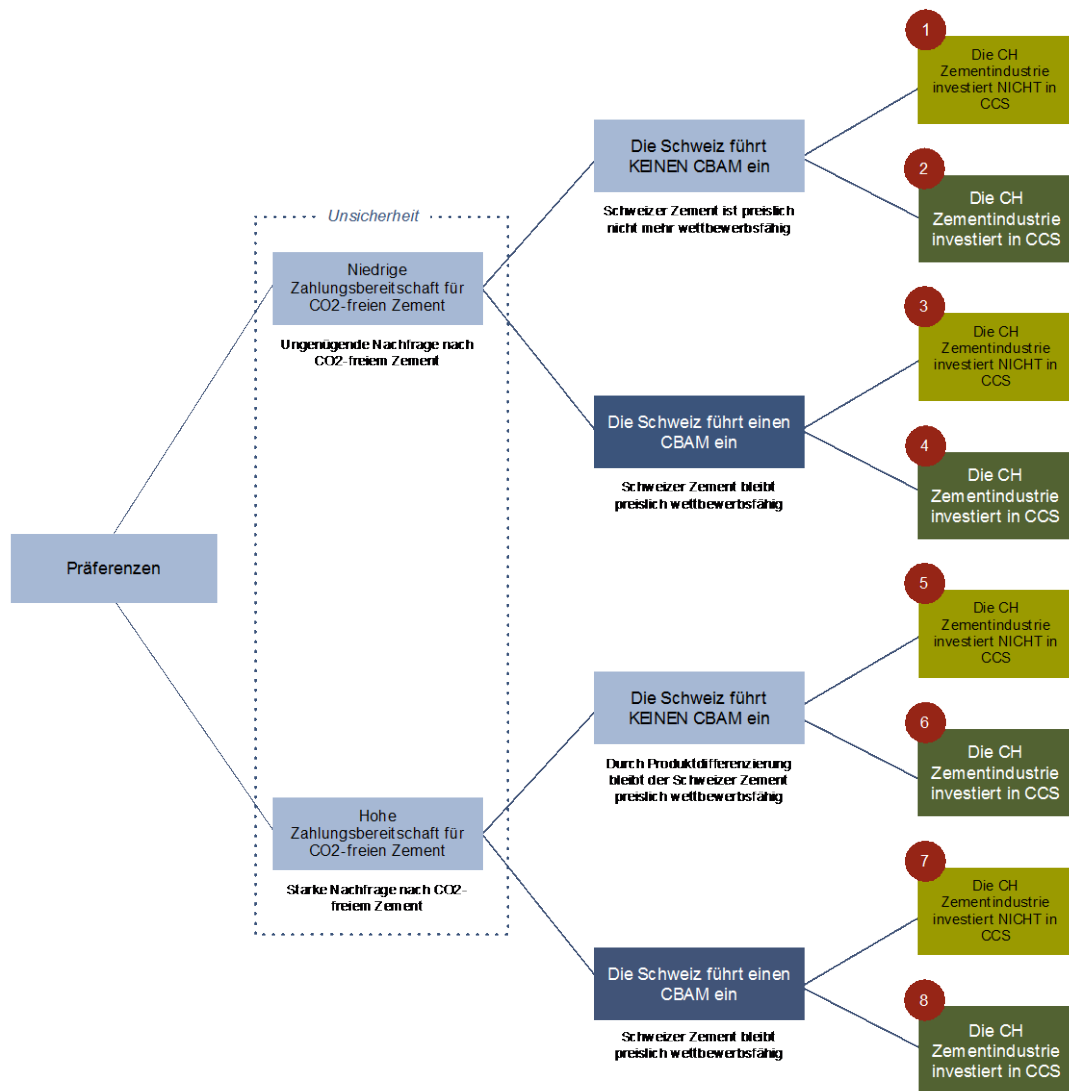 Präferenzen
Unsicherheit
Niedrige
Zahlungsbereitschaft für
CO2-freien Zement
Ungenügende Nachfrage nach
CO2-freiem Zement
Hohe
Zahlungsbereitschaft für
CO2-freien Zement
Starke Nachfrage nach CO2-
freiem Zement
Die Schweiz führt
KEINEN CBAM ein
Schweizer Zement ist preislich
nicht mehr wettbewerbsfähig
Die Schweiz führt einen
CBAM ein
Schweizer Zement bleibt
preislich wettbewerbsfähig
Die Schweiz führt
KEINEN CBAM ein
Durch Produktdifferenzierung
bleibt der Schweizer Zement
preislich wettbewerbsfähig
Die Schweiz führt einen
CBAM ein
Schweizer Zement bleibt
preislich wettbewerbsfähig
1
Die CH
Zementindustrie
investiert NICHT in
CCS
2
Die CH
Zementindustrie
investiert in CCS
3
Die CH
Zementindustrie
investiert NICHT in
CCS
4
Die CH
Zementindustrie
investiert in CCS
5
Die CH
Zementindustrie
investiert NICHT in
CCS
6
Die CH
Zementindustrie
investiert in CCS
7
Die CH
Zementindustrie
investiert NICHT in
CCS
8
Die CH
Zementindustrie
investiert in CCS